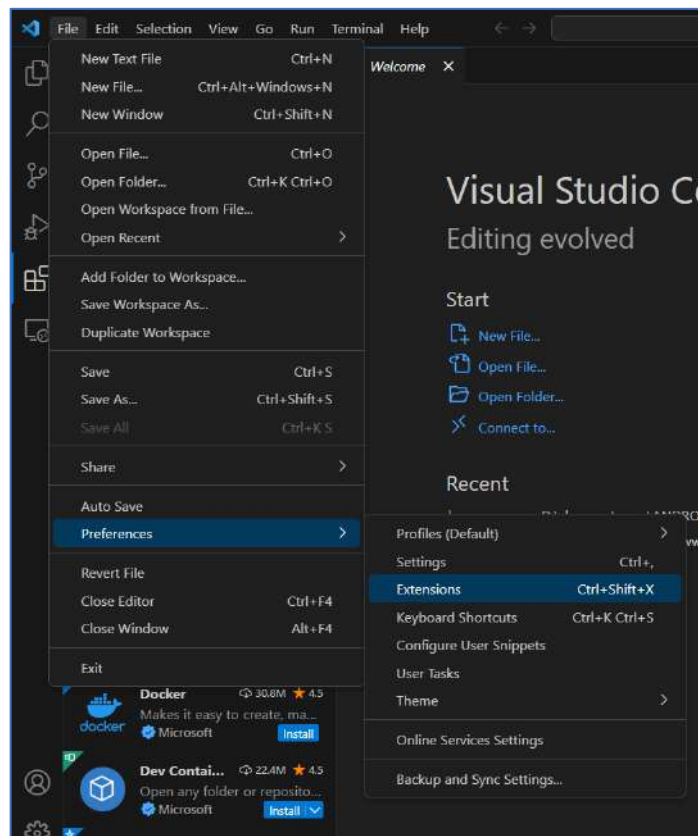 File Edit Selection View Go Run Terminal Help
New Text File Ctrl+N
New File... Ctrl+Alt+Windows+N
New Window Ctrl+Shift+N
Open File... Ctrl+O
Open Folder... Ctrl+K Ctrl+O
Open Workspace from File...
Open Recent
Add Folder to Workspace...
Save Workspace As...
Duplicate Workspace
Save Ctrl+S
Save As... Ctrl+Shift+S
Save All Ctrl+K S
Share
Auto Save
Preferences
Revert File
Close Editor Ctrl+F4
Close Window Alt+F4
Exit
Welcome
Visual Studio Co
Editing evolved
Start
New File...
Open File...
Open Folder...
Connect to...
Recent
Profiles (Default)
Settings Ctrl+,
Extensions Ctrl+Shift+X
Keyboard Shortcuts Ctrl+K Ctrl+S
Configure User Snippets
User Tasks
Theme
Online Services Settings
Backup and Sync Settings...
docker
Docker 30.8M 4.5
Makes it easy to create, ma...
Microsoft Install
Dev Contai... 22.4M 4.5
Open any folder or reposito...
Microsoft Install